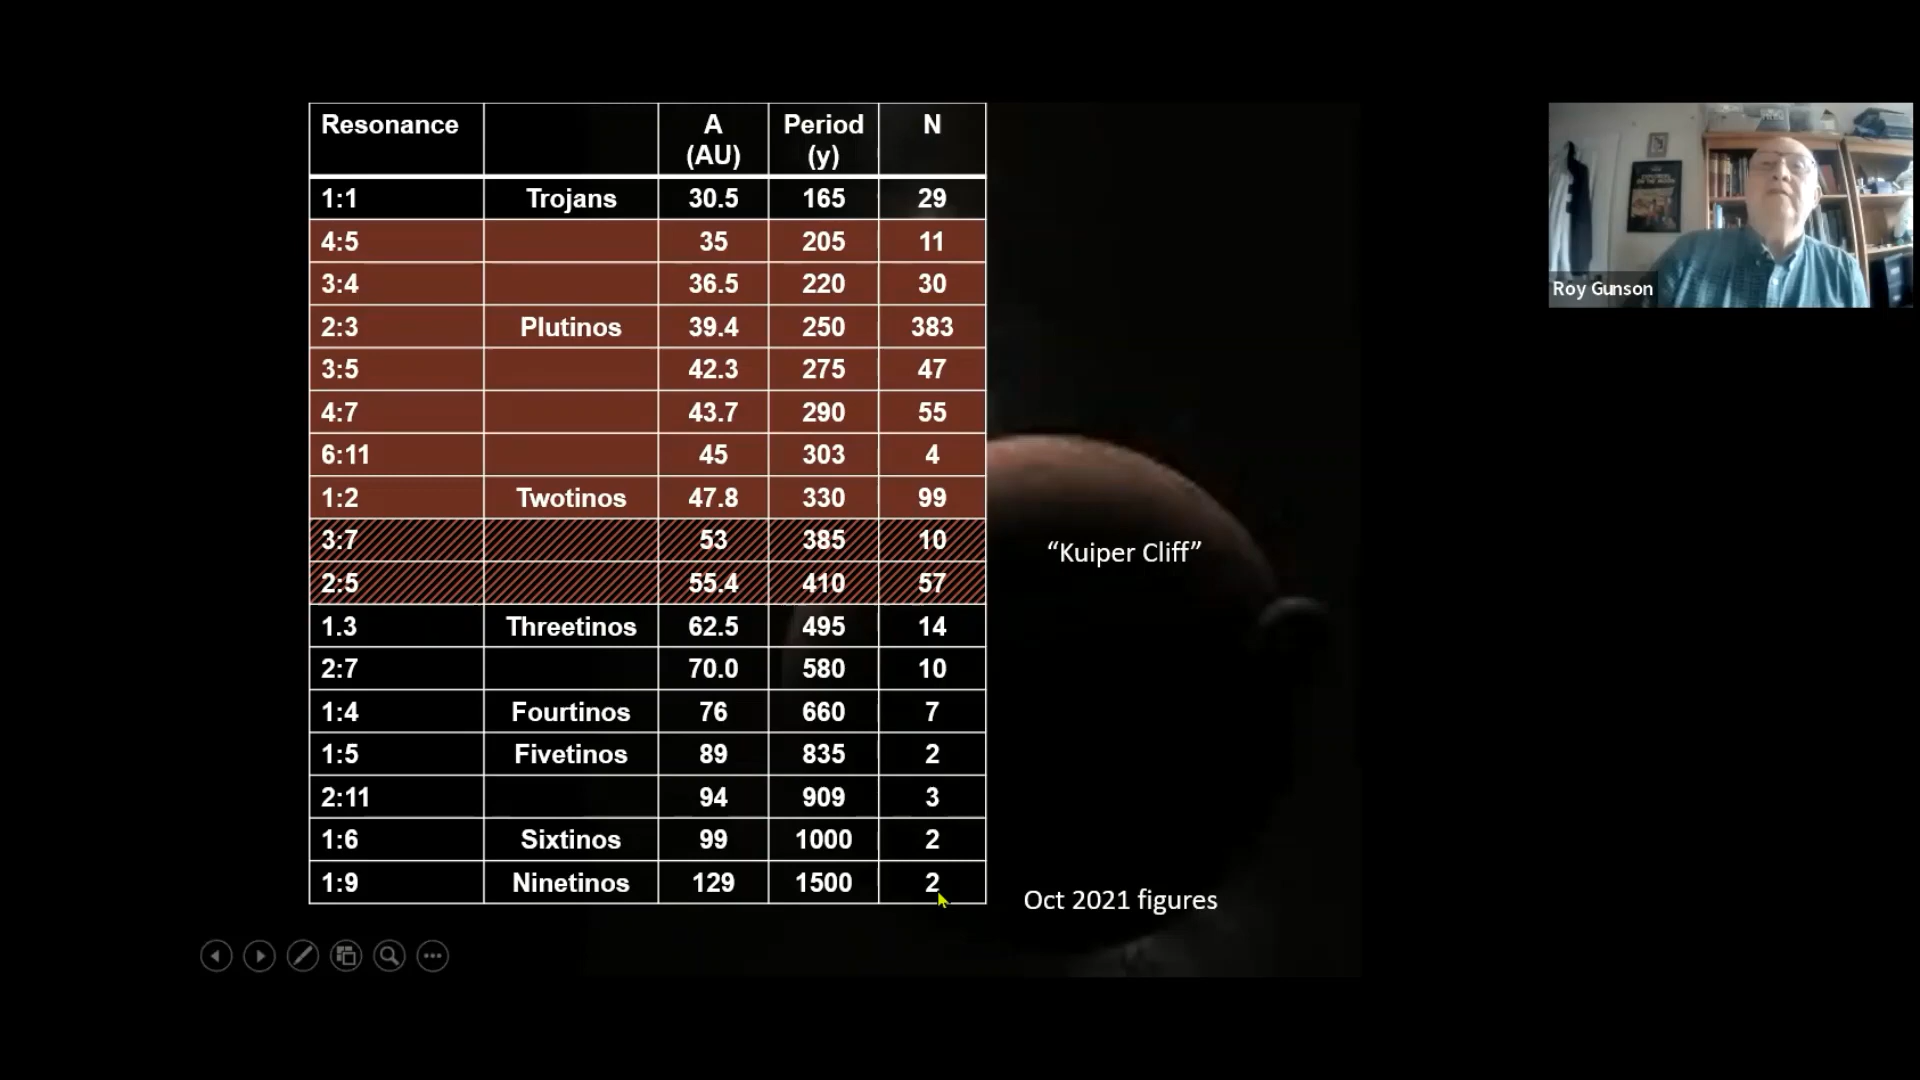 Resonance A (AU) Period (y) N
1:1 Trojans 30.5 165 29
4:5 35 205 11
3:4 36.5 220 30
2:3 Plutinos 39.4 250 383
3:5 42.3 275 47
4:7 43.7 290 55
6:11 45 303 4
1:2 Twotinos 47.8 330 99
3:7 53 385 10
2:5 55.4 410 57
1.3 Threetinos 62.5 495 14
2:7 70.0 580 10
1:4 Fourtinos 76 660 7
1:5 Fivetinos 89 835 2
2:11 94 909 3
1:6 Sixtinos 99 1000 2
1:9 Ninetinos 129 1500 2
“Kuiper Cliff”
Oct 2021 figures
Roy Gunson